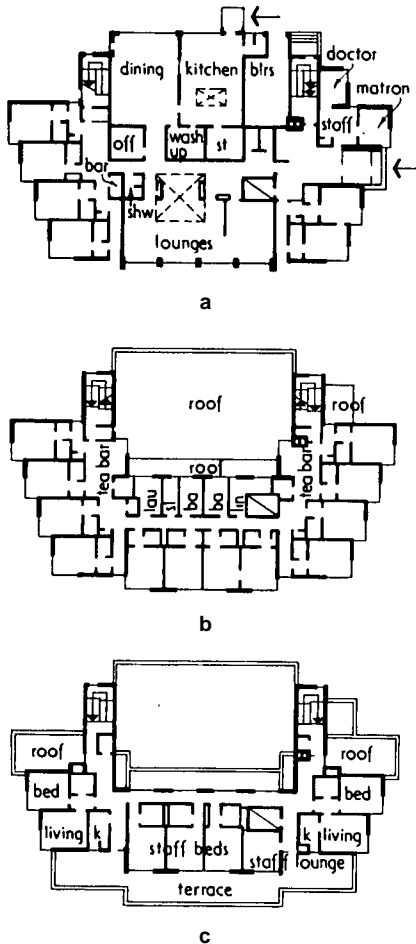 dining
kitchen
blrs
doctor
matron
staff
off
wash
up
st
bar
shw
lounges
a
roof
roof
roof
tea bar
lau
st
ba
ba
lin
tea bar
b
roof
roof
bed
bed
living
k
staff beds
k
living
staff lounge
terrace
c